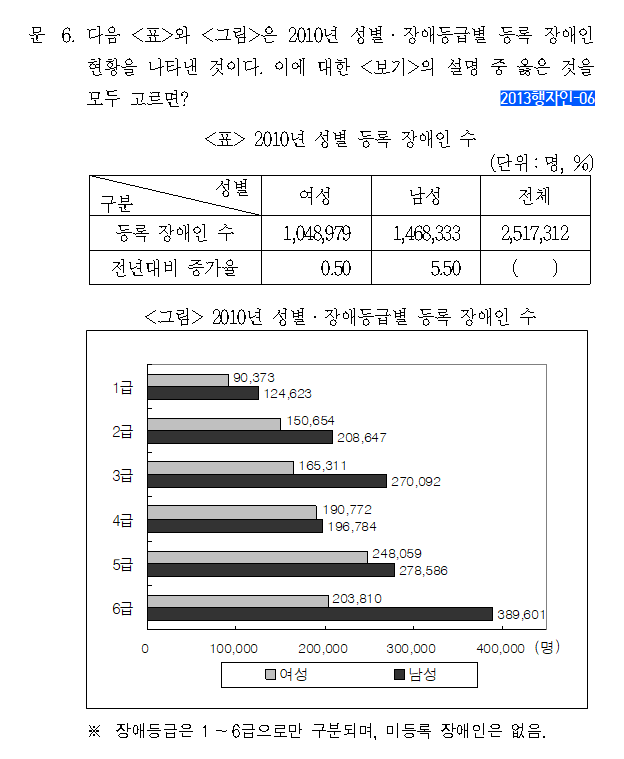 문 6. 다음 <표>와 <그림>은 2010년 성별·장애등급별 등록 장애인
현황을 나타낸 것이다. 이에 대한 <보기>의 설명 중 옳은 것을
모두 고르면?
2013행자인-06
<표> 2010년 성별 등록 장애인 수
(단위 : 명, %)
구분 성별 여성 남성 전체
등록 장애인 수 1,048,979 1,468,333 2,517,312
전년대비 증가율 0.50 5.50 ( )
<그림> 2010년 성별·장애등급별 등록 장애인 수
1급 90,373
124,623
2급 150,654
208,647
3급 165,311
270,092
4급 190,772
196,784
5급 248,059
278,586
6급 203,810
389,601
0 100,000 200,000 300,000 400,000 (명)
여성 남성
※ 장애등급은 1 ~ 6급으로만 구분되며, 미등록 장애인은 없음.